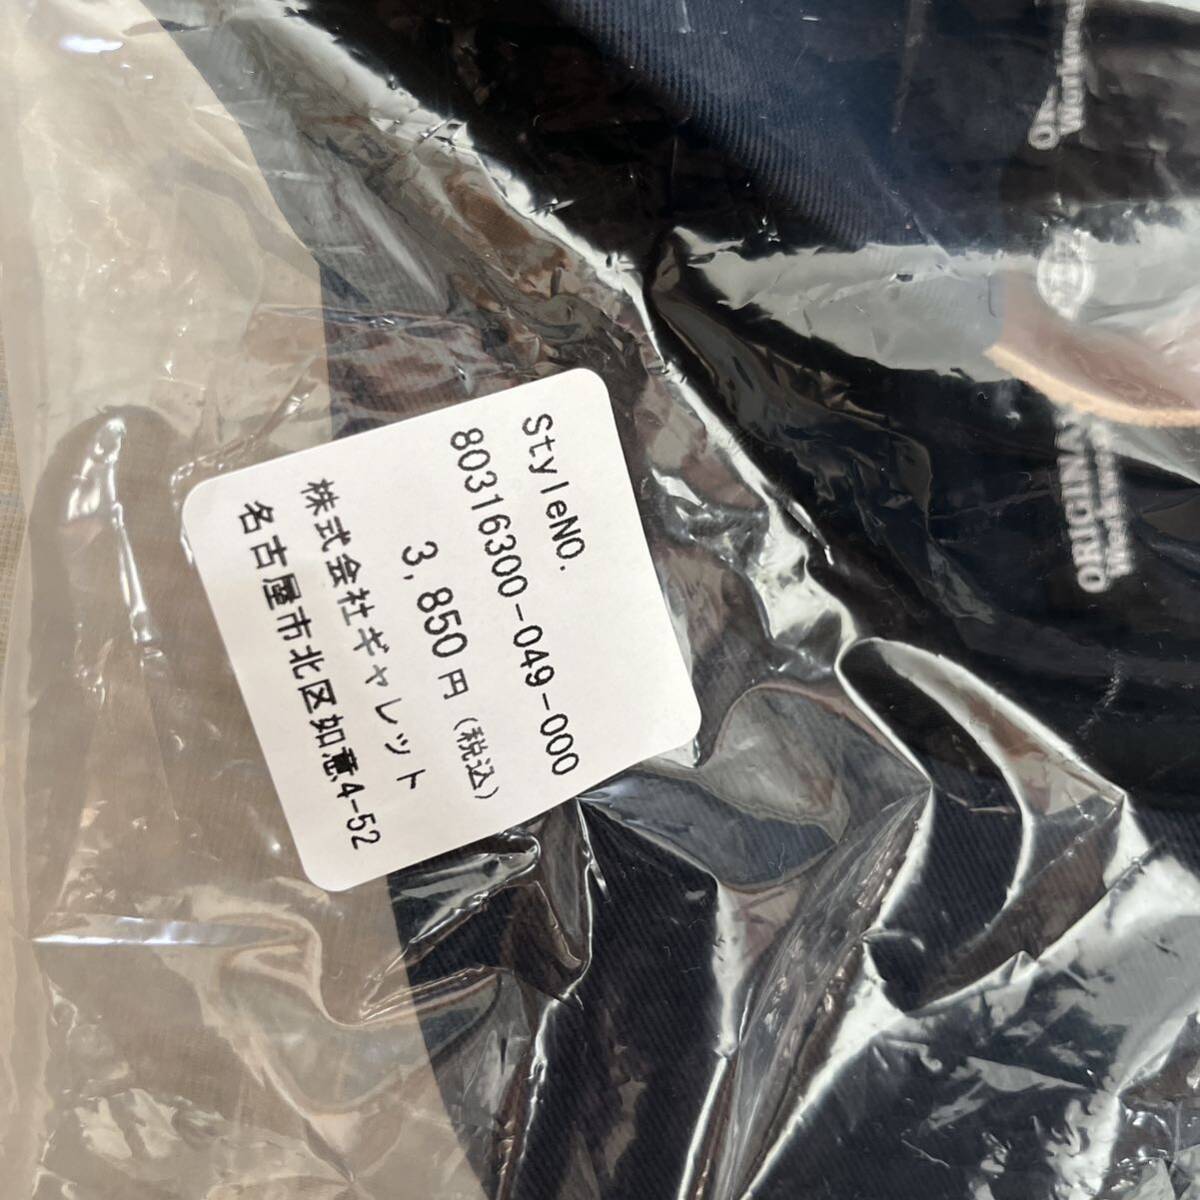 StyleNO.
80316300-049-000
3,850円(税込)
株式会社ギャレット
名古屋市北区如意4-52
ORIGINAL